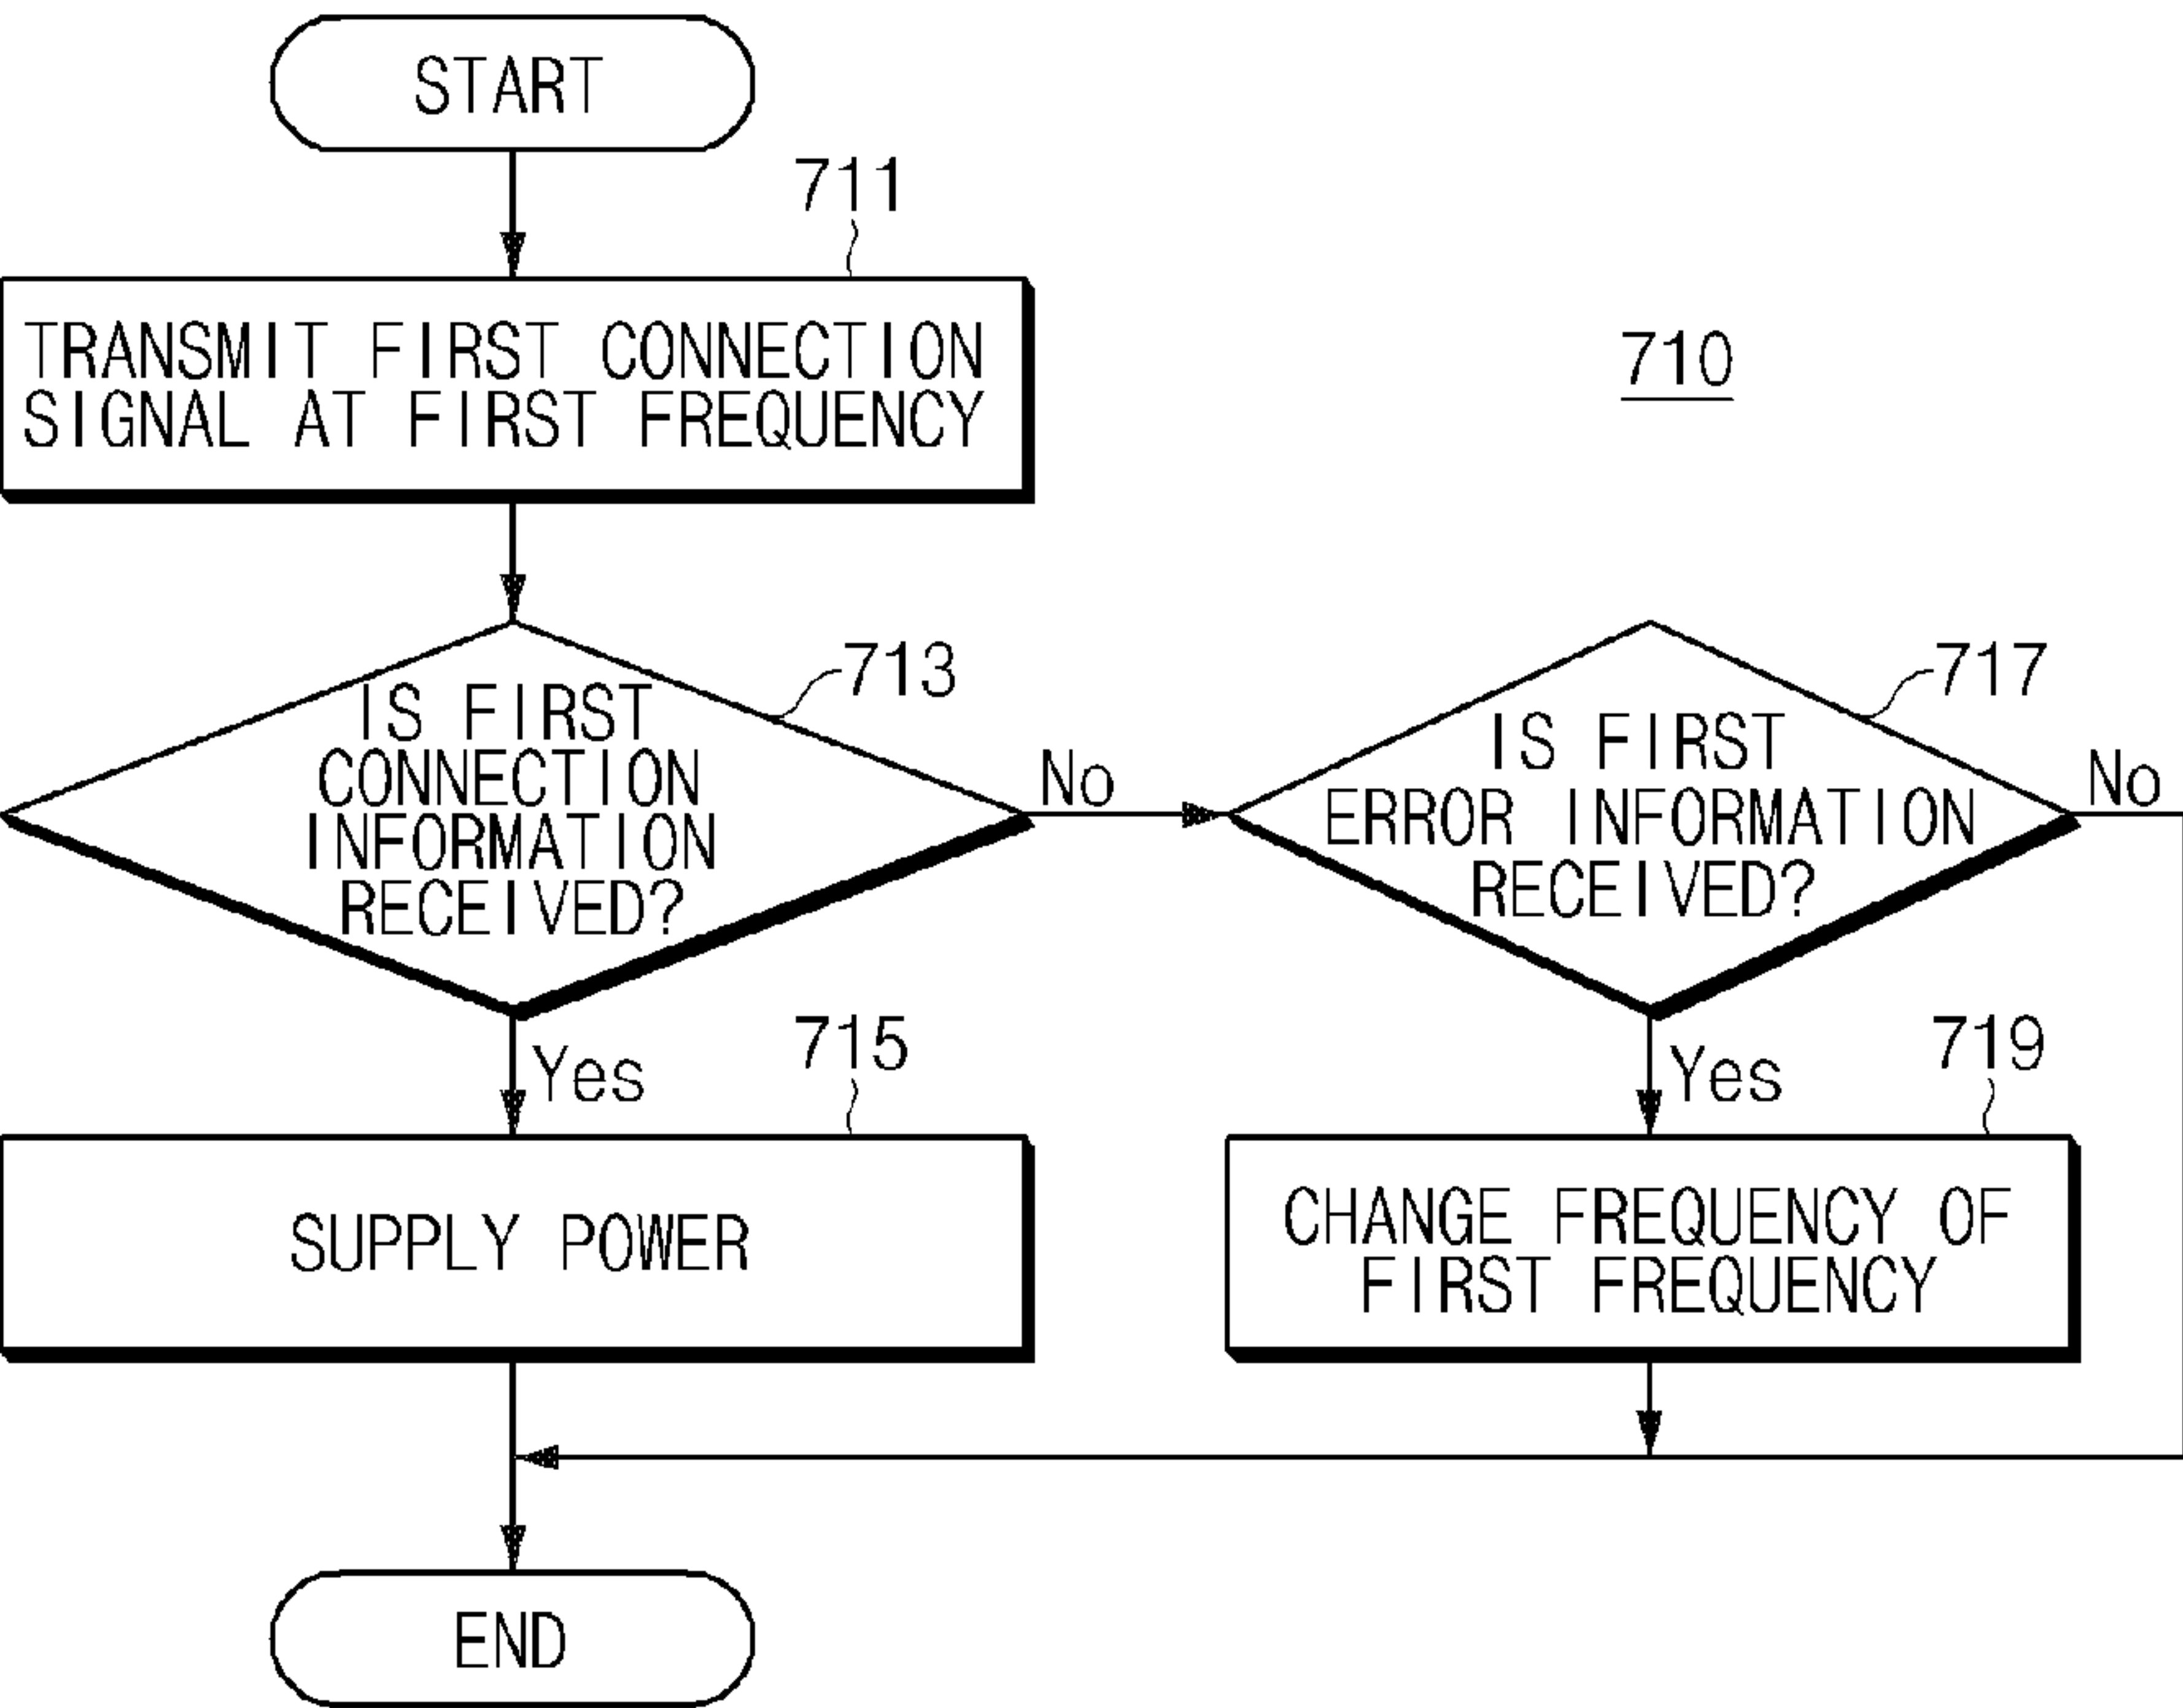 START
711
TRANSMIT FIRST CONNECTION
SIGNAL AT FIRST FREQUENCY
710
713
IS FIRST
CONNECTION
INFORMATION
RECEIVED?
No
717
IS FIRST
ERROR INFORMATION
RECEIVED?
No
Yes
715
SUPPLY POWER
Yes
719
CHANGE FREQUENCY OF
FIRST FREQUENCY
END